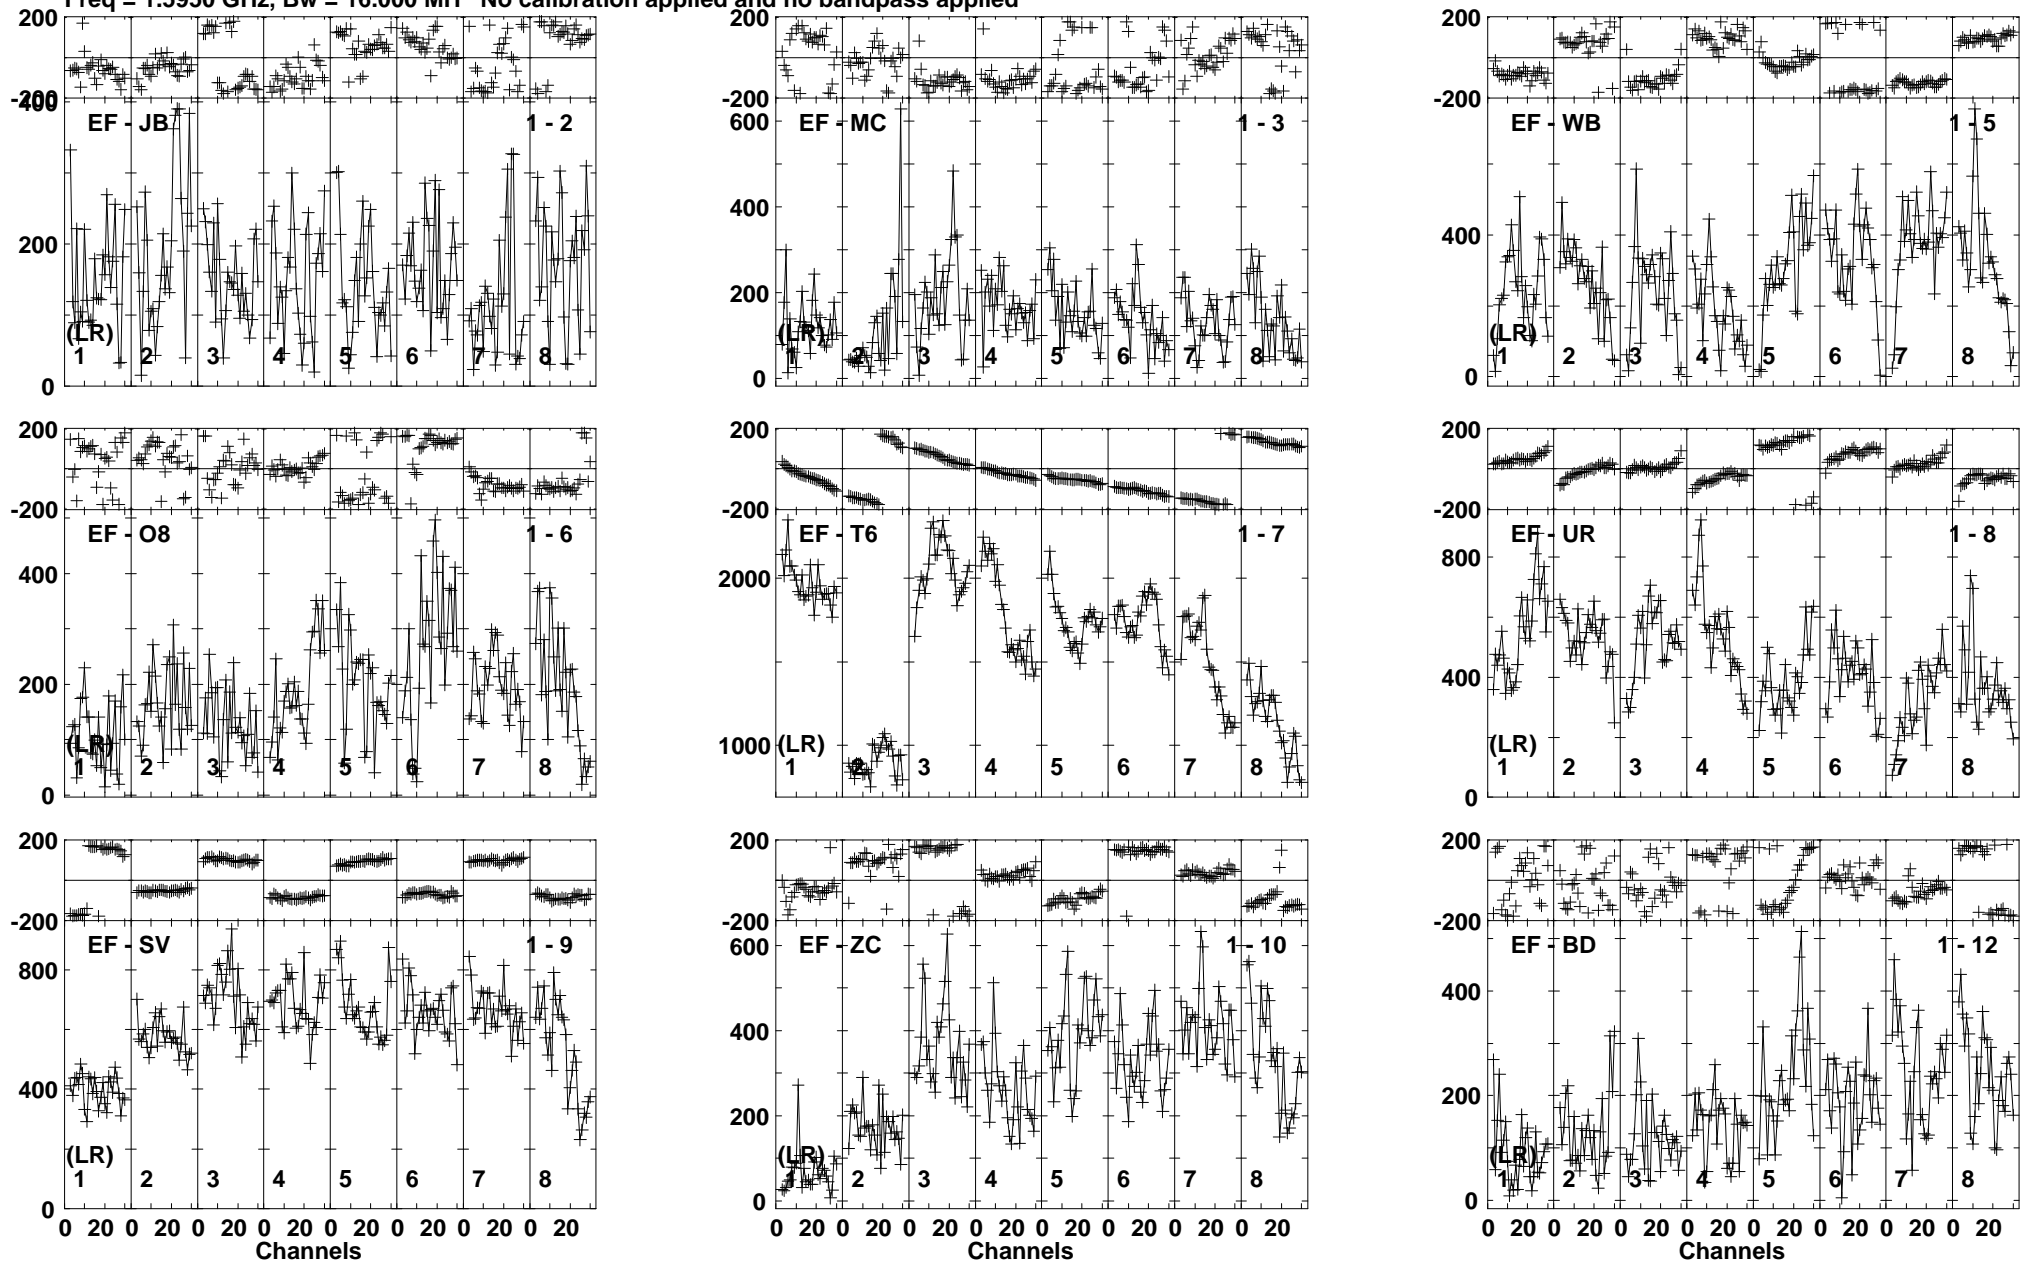 Freq = 1.5950 GHz, Bw = 16.000 MH No calibration applied and no bandpass applied
200
-200
400
200
0
EF - JB
1 - 2
(LR)
1 2 3 4 5 6 7 8
200
-200
600
400
200
0
EF - MC
1 - 3
(LR)
1 2 3 4 5 6 7 8
200
-200
400
0
EF - WB
1 - 5
(LR)
1 2 3 4 5 6 7 8
200
-200
400
200
0
EF - O8
1 - 6
(LR)
1 2 3 4 5 6 7 8
200
-200
2000
1000
EF - T6
1 - 7
(LR)
1 2 3 4 5 6 7 8
200
-200
800
400
0
EF - UR
1 - 8
(LR)
1 2 3 4 5 6 7 8
200
-200
800
400
0
EF - SV
1 - 9
(LR)
1 2 3 4 5 6 7 8
0 20 0 20 0 20 0 20 0 20 0 20 0 20 0 20
Channels
200
-200
600
400
200
0
EF - ZC
1 - 10
(LR)
1 2 3 4 5 6 7 8
0 20 0 20 0 20 0 20 0 20 0 20 0 20 0 20
200
-200
400
200
0
EF - BD
1 - 12
(LR)
1 2 3 4 5 6 7 8
0 20 0 20 0 20 0 20 0 20 0 20 0 20 0 20
Channels